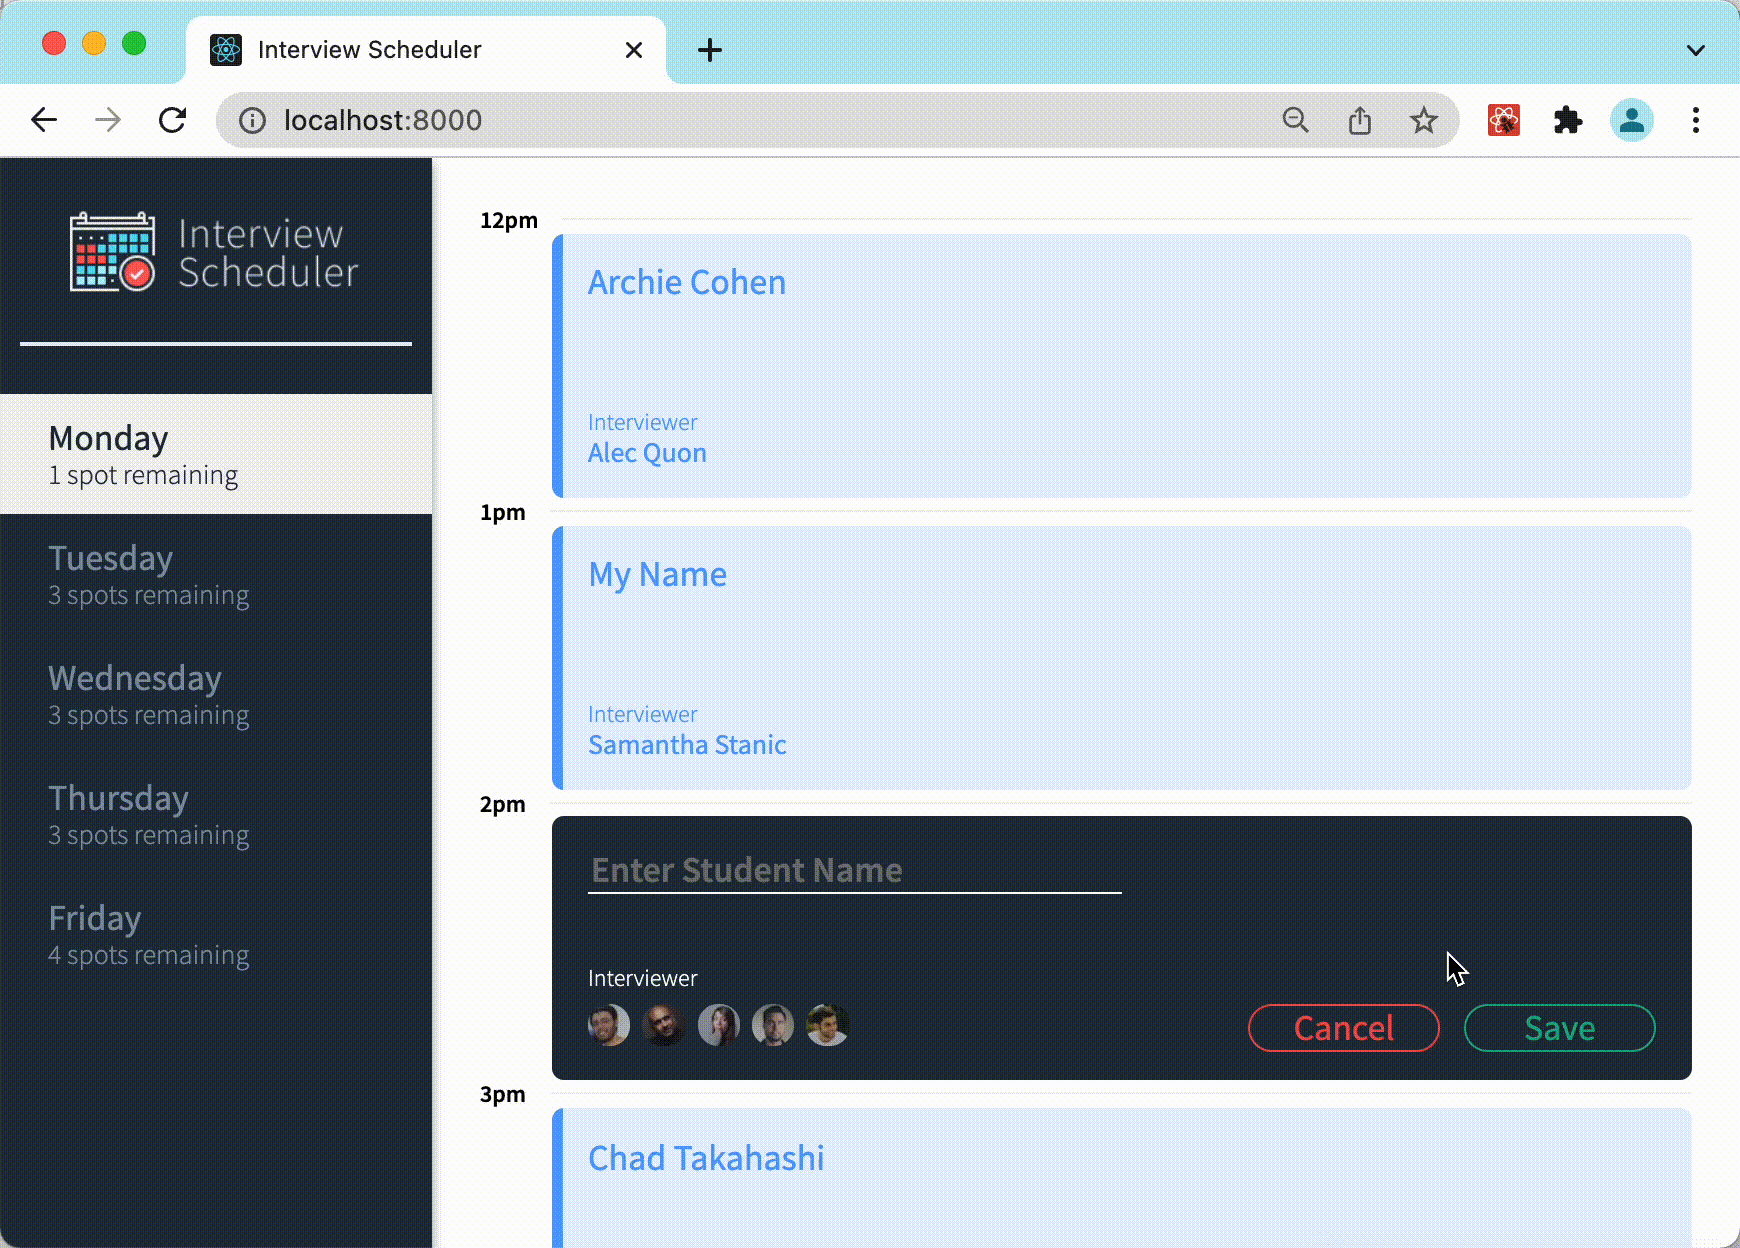 Interview Scheduler
localhost:8000
Interview
Scheduler
Monday
1 spot remaining
Tuesday
3 spots remaining
Wednesday
3 spots remaining
Thursday
3 spots remaining
Friday
4 spots remaining
12pm
Archie Cohen
Interviewer
Alec Quon
1pm
My Name
Interviewer
Samantha Stanic
2pm
Enter Student Name
Interviewer
Cancel
Save
3pm
Chad Takahashi